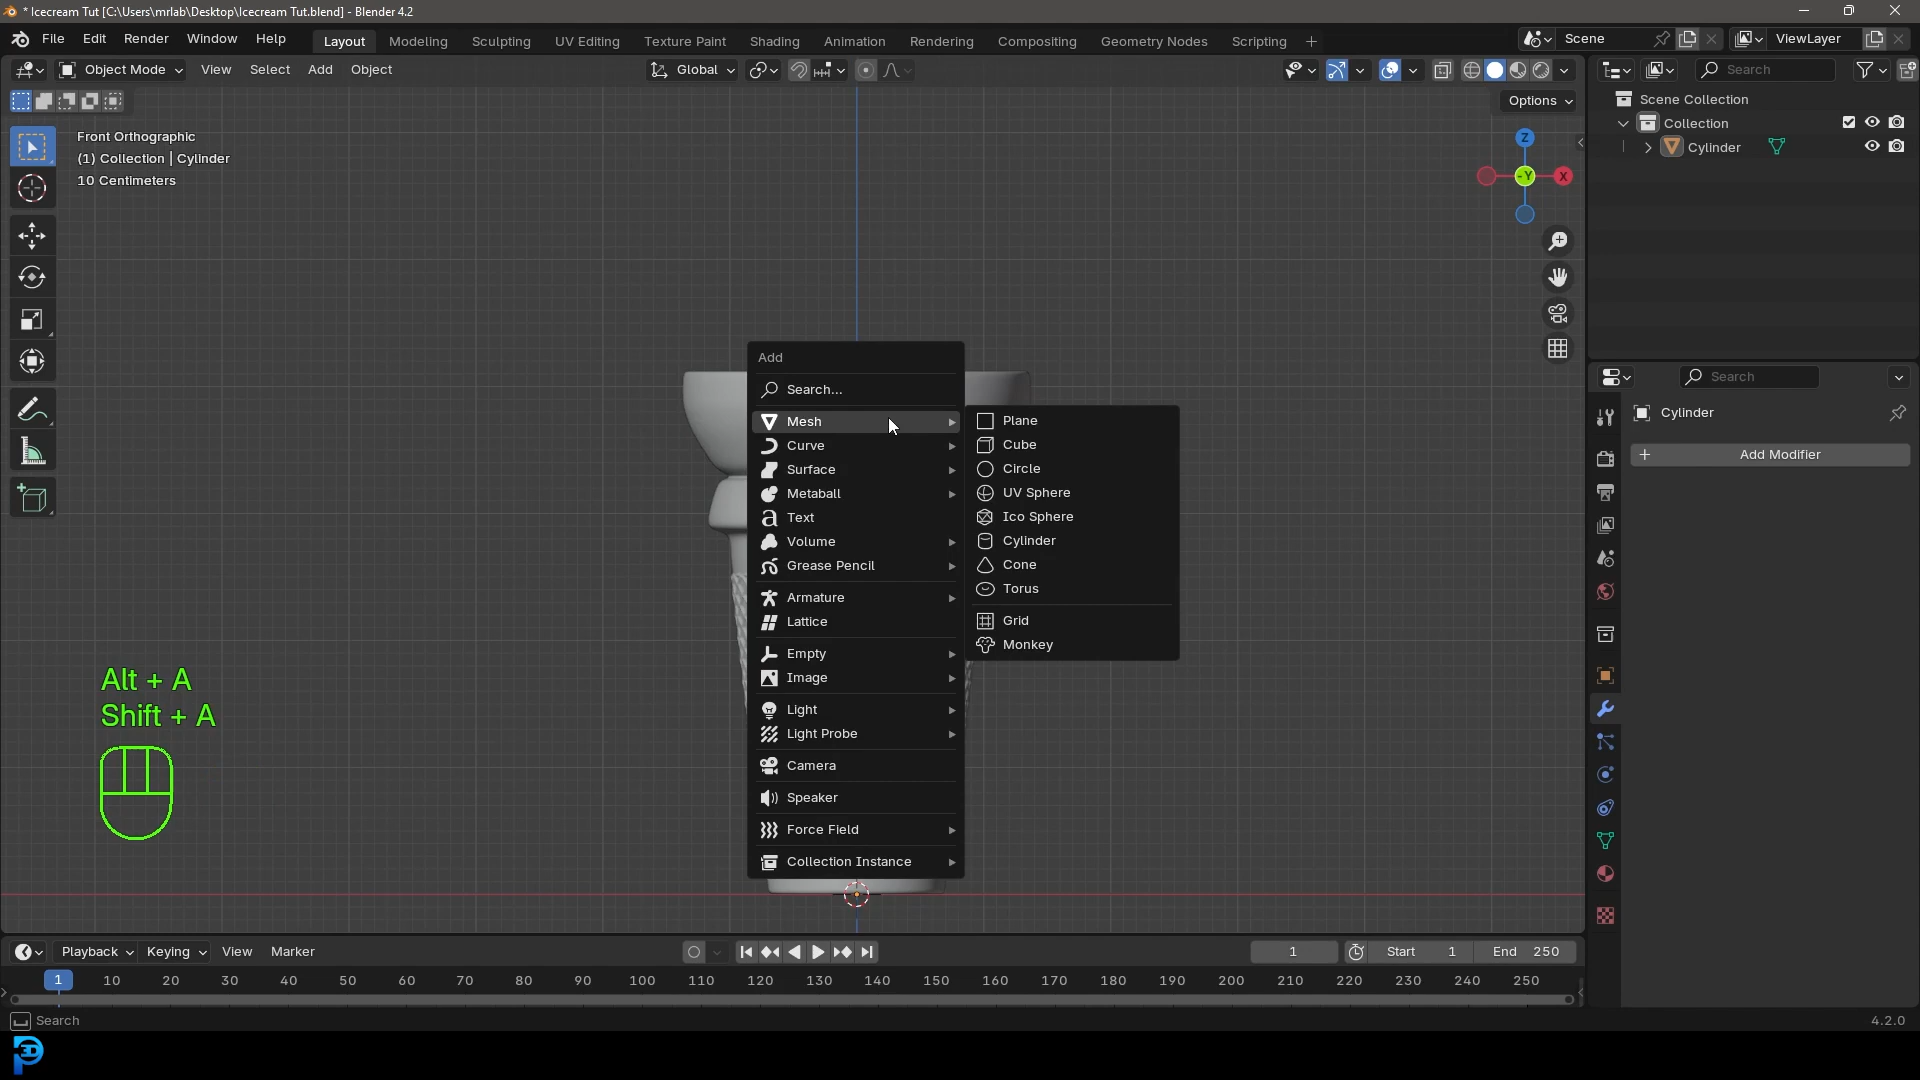 * Icecream Tut [C:\Users\mrlab\Desktop\Icecream Tut.blend] - Blender 4.2
File Edit Render Window Help Layout Modeling Sculpting UV Editing Texture Paint Shading Animation Rendering Compositing Geometry Nodes Scripting + Scene ViewLayer
Object Mode View Select Add Object Global Search
Options
Front Orthographic
(1) Collection | Cylinder
10 Centimeters
Z
-Y
X
Scene Collection
Collection
Cylinder
Search
Cylinder
+ Add Modifier
Add
Search...
Mesh
Curve
Surface
Metaball
Text
Volume
Grease Pencil
Armature
Lattice
Empty
Image
Light
Light Probe
Camera
Speaker
Force Field
Collection Instance
Plane
Cube
Circle
UV Sphere
Ico Sphere
Cylinder
Cone
Torus
Grid
Monkey
Alt + A
Shift + A
Playback Keying View Marker 1 Start 1 End 250
1 10 20 30 40 50 60 70 80 90 100 110 120 130 140 150 160 170 180 190 200 210 220 230 240 250
Search 4.2.0